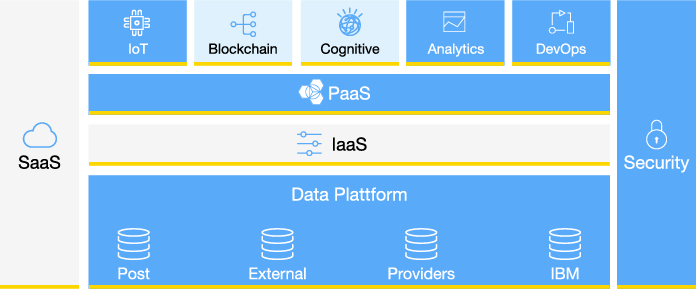 IoT
Blockchain
Cognitive
Analytics
DevOps
PaaS
IaaS
SaaS
Security
Data Plattform
Post
External
Providers
IBM